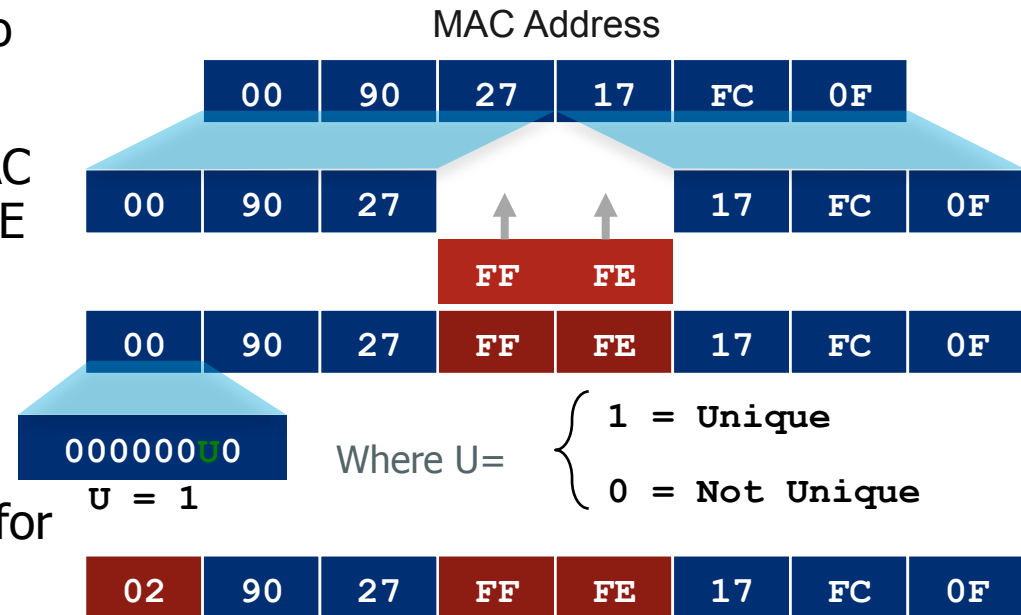 MAC Address
00 90 27 17 FC 0F
00 90 27 17 FC 0F
FF FE
00 90 27 FF FE 17 FC 0F
000000U0
U = 1
Where U=
1 = Unique
0 = Not Unique
for
02 90 27 FF FE 17 FC 0F